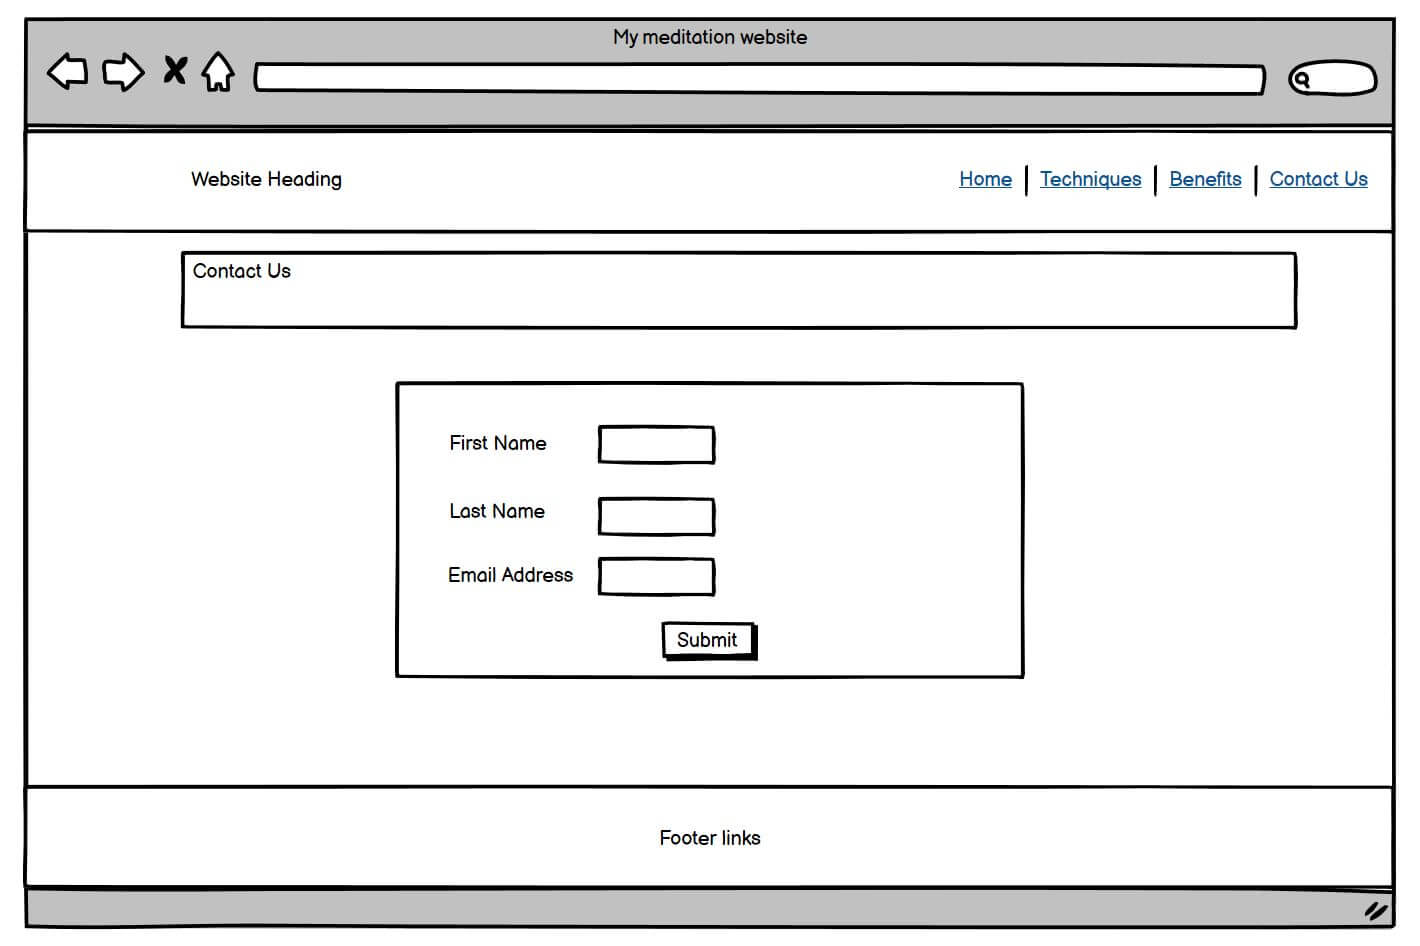 My meditation website
Website Heading
Home Techniques Benefits Contact Us
Contact Us
First Name
Last Name
Email Address
Submit
Footer links